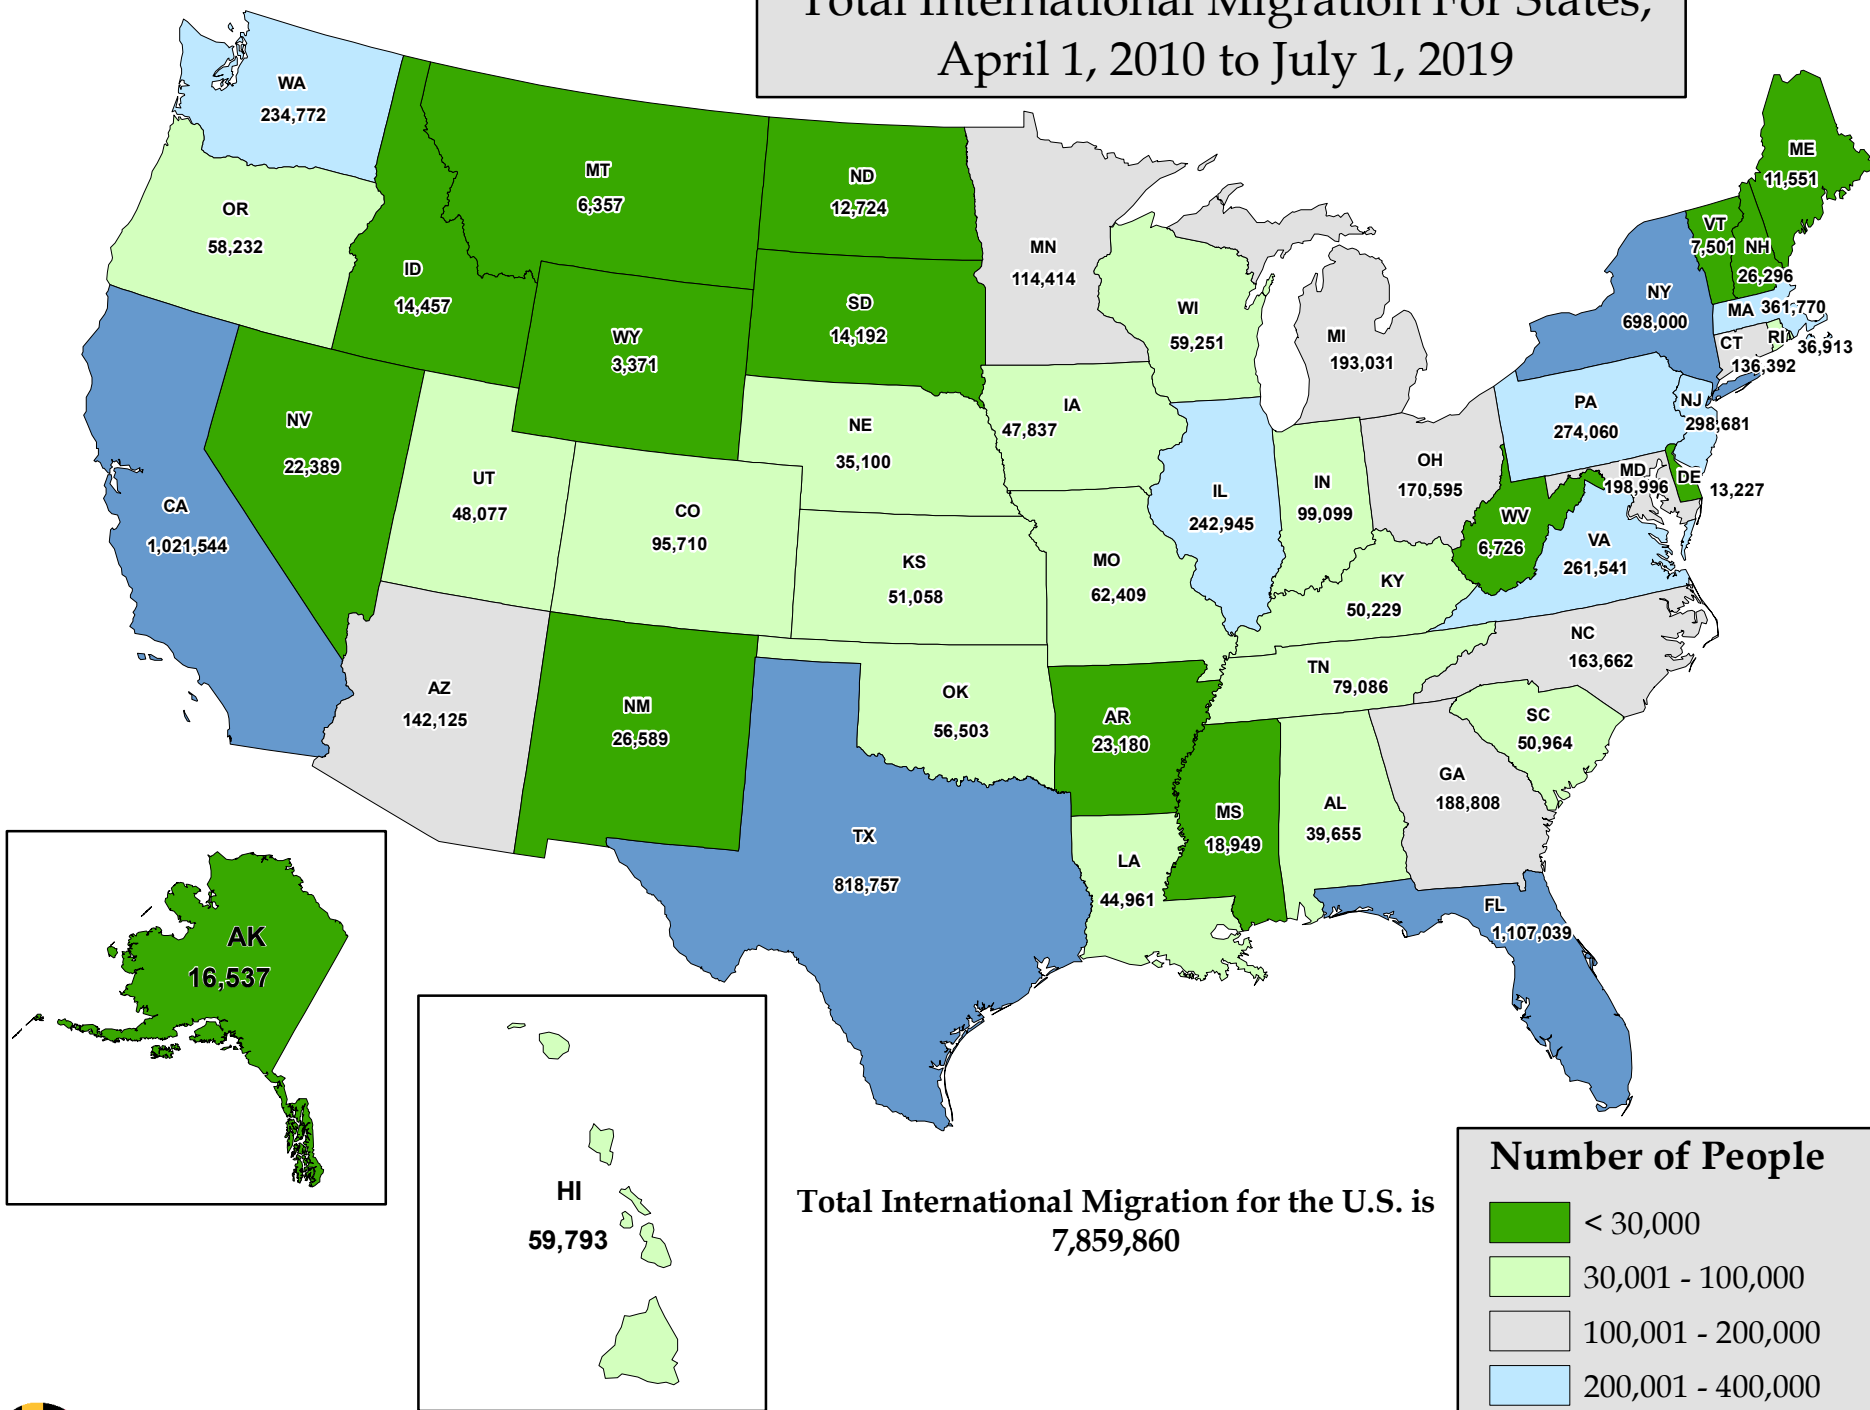 Total International Migration For States,
April 1, 2010 to July 1, 2019
WA
234,772
OR
58,232
CA
1,021,544
NV
22,389
ID
14,457
MT
6,357
WY
3,371
UT
48,077
CO
95,710
AZ
142,125
NM
26,589
ND
12,724
SD
14,192
NE
35,100
KS
51,058
OK
56,503
TX
818,757
MN
114,414
IA
47,837
MO
62,409
AR
23,180
LA
44,961
WI
59,251
IL
242,945
MI
193,031
IN
99,099
OH
170,595
KY
50,229
TN
79,086
MS
18,949
AL
39,655
GA
188,808
FL
1,107,039
SC
50,964
NC
163,662
VA
261,541
WV
6,726
MD
198,996
DE
13,227
PA
274,060
NJ
298,681
NY
698,000
CT
136,392
RI
36,913
MA 361,770
VT
7,501
NH
26,296
ME
11,551
AK
16,537
HI
59,793
Total International Migration for the U.S. is
7,859,860
Number of People
< 30,000
30,001 - 100,000
100,001 - 200,000
200,001 - 400,000